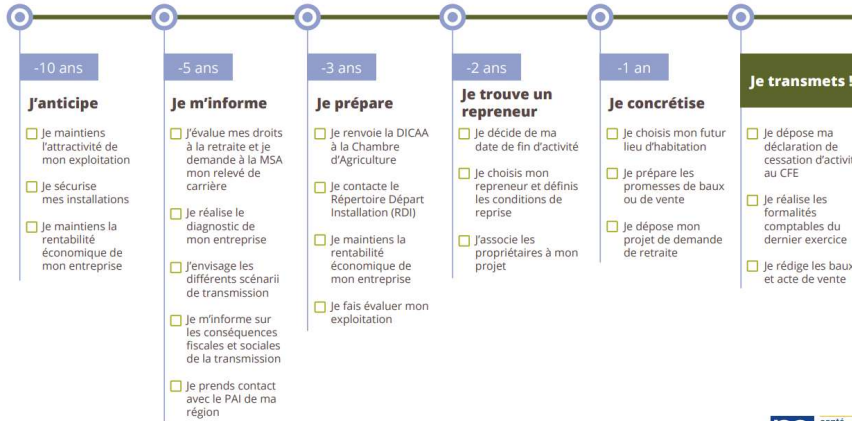 -10 ans
J'anticipe
Je maintiens
l'attractivité de
mon exploitation
Je sécurise
mes installations
Je maintiens la
rentabilité
économique de
mon entreprise
-5 ans
Je m'informe
J'évalue mes droits
à la retraite et je
demande à la MSA
mon relevé de
carrière
Je réalise le
diagnostic de
mon entreprise
J'envisage les
différents scénarii
de transmission
Je m'informe sur
les conséquences
fiscales et sociales
de la transmission
Je prends contact
avec le PAI de ma
région
-3 ans
Je prépare
Je renvoie la DICAA
à la Chambre
d'Agriculture
Je contacte le
Répertoire Départ
Installation (RDI)
Je maintiens la
rentabilité
économique de
mon entreprise
Je fais évaluer mon
exploitation
-2 ans
Je trouve un
repreneur
Je décide de ma
date de fin d'activité
Je choisis mon
repreneur et définis
les conditions de
reprise
J'associe les
propriétaires à mon
projet
-1 an
Je concrétise
Je choisis mon futur
lieu d'habitation
Je prépare les
promesses de baux
ou de vente
Je dépose mon
projet de demande
de retraite
Je transmets !
Je dépose ma
déclaration de
cessation d'activit
au CFE
Je réalise les
formalités
comptables du
dernier exercice
Je rédige les baux
et acte de vente